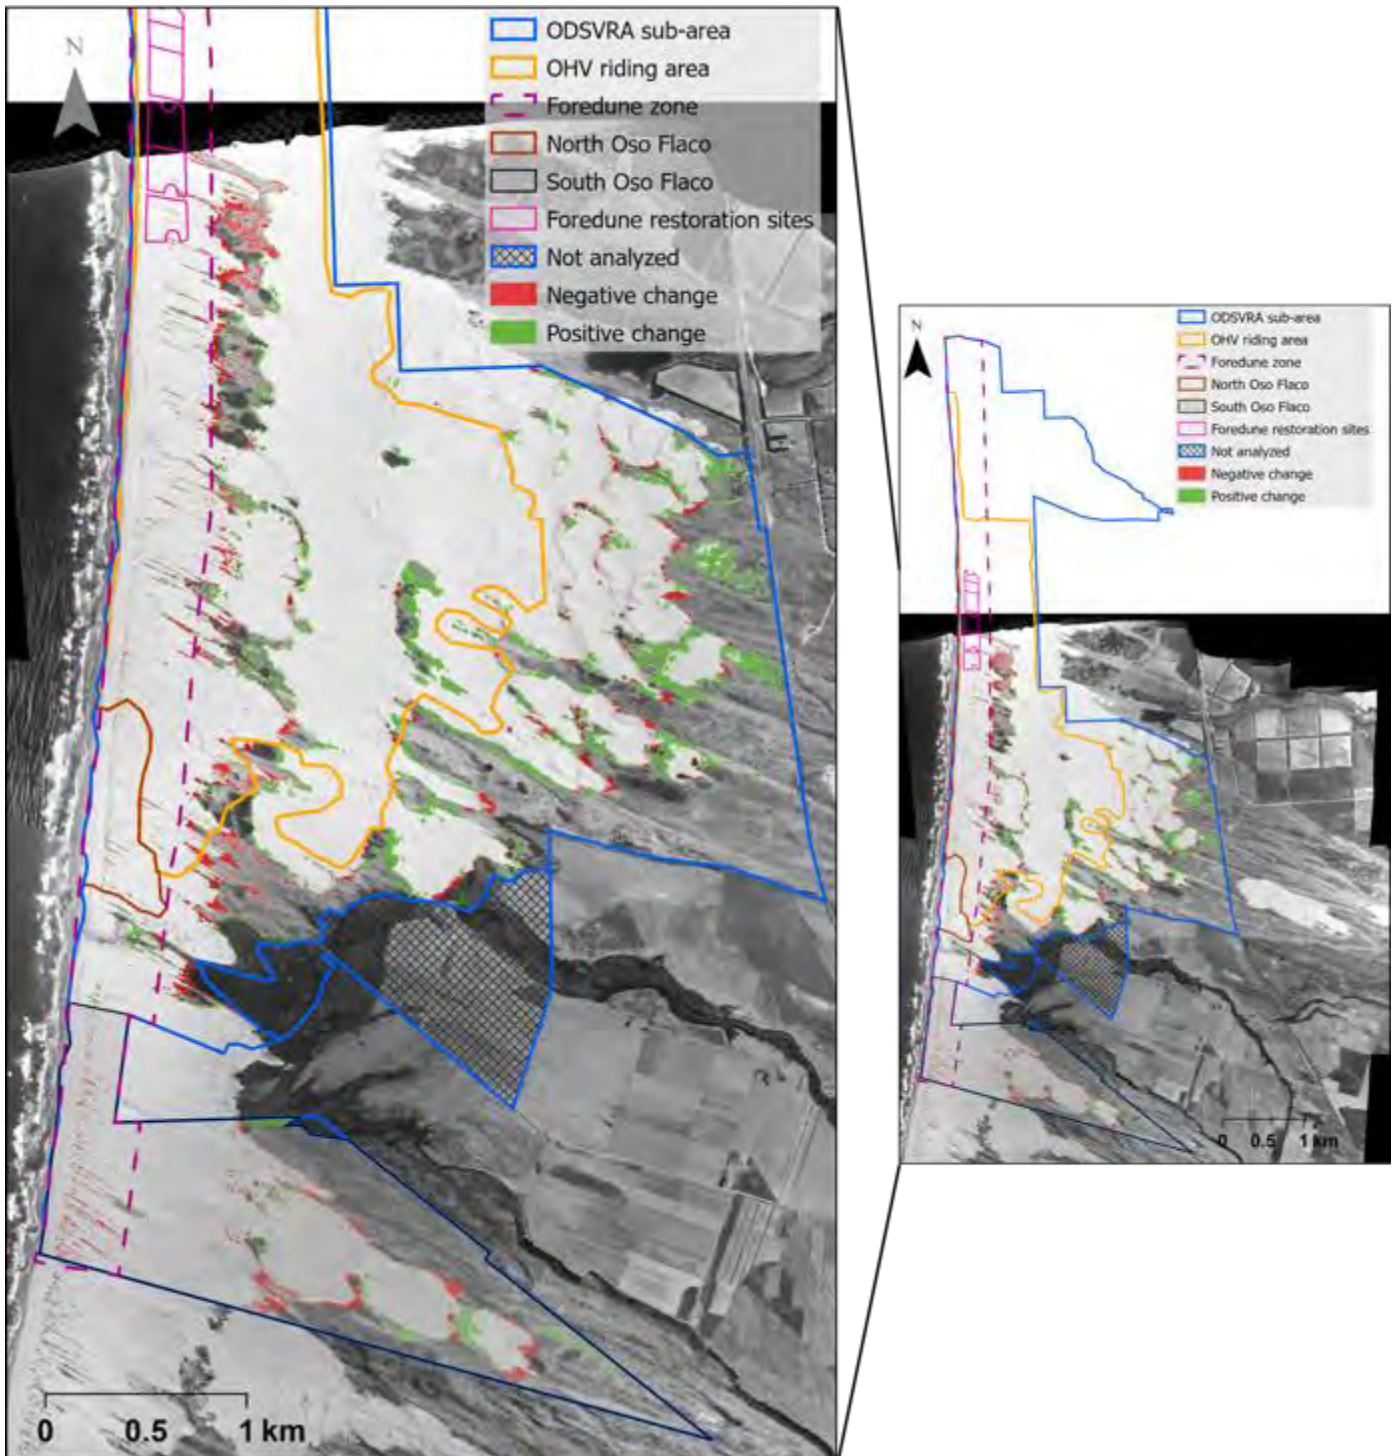 N
ODSVRA sub-area
OHV riding area
Foredune zone
North Oso Flaco
South Oso Flaco
Foredune restoration sites
Not analyzed
Negative change
Positive change
0 0.5 1 km
N
ODSVRA sub-area
OHV riding area
Foredune zone
North Oso Flaco
South Oso Flaco
Foredune restoration sites
Not analyzed
Negative change
Positive change
0 0.5 1 km